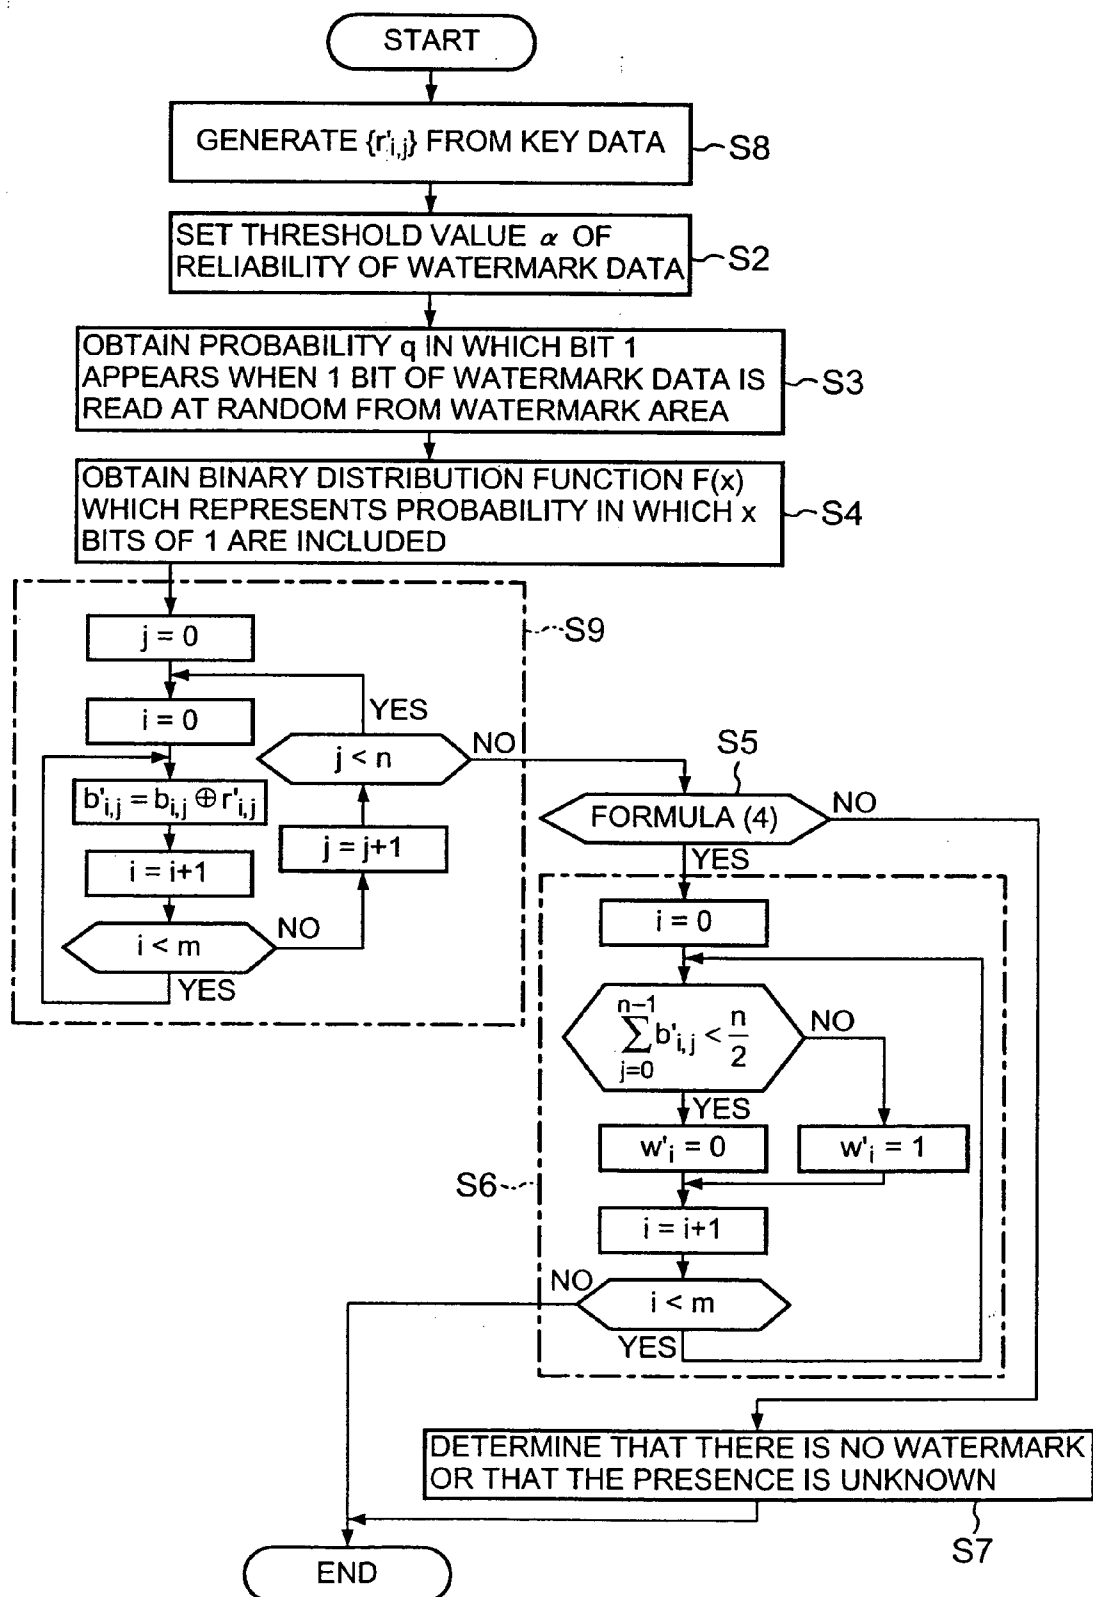 START
GENERATE {r'i,j} FROM KEY DATA
S8
SET THRESHOLD VALUE α OF
RELIABILITY OF WATERMARK DATA
S2
OBTAIN PROBABILITY q IN WHICH BIT 1
APPEARS WHEN 1 BIT OF WATERMARK DATA IS
READ AT RANDOM FROM WATERMARK AREA
S3
OBTAIN BINARY DISTRIBUTION FUNCTION F(x)
WHICH REPRESENTS PROBABILITY IN WHICH x
BITS OF 1 ARE INCLUDED
S4
S9
j = 0
i = 0
b'i,j = bi,j ⊕ r'i,j
i = i+1
i < m
YES
NO
j = j+1
j < n
YES
NO
S5
FORMULA (4)
NO
YES
S6
i = 0
n−1
∑ b'i,j < n/2
j=0
NO
YES
w'i = 0
w'i = 1
i = i+1
i < m
NO
YES
DETERMINE THAT THERE IS NO WATERMARK
OR THAT THE PRESENCE IS UNKNOWN
S7
END